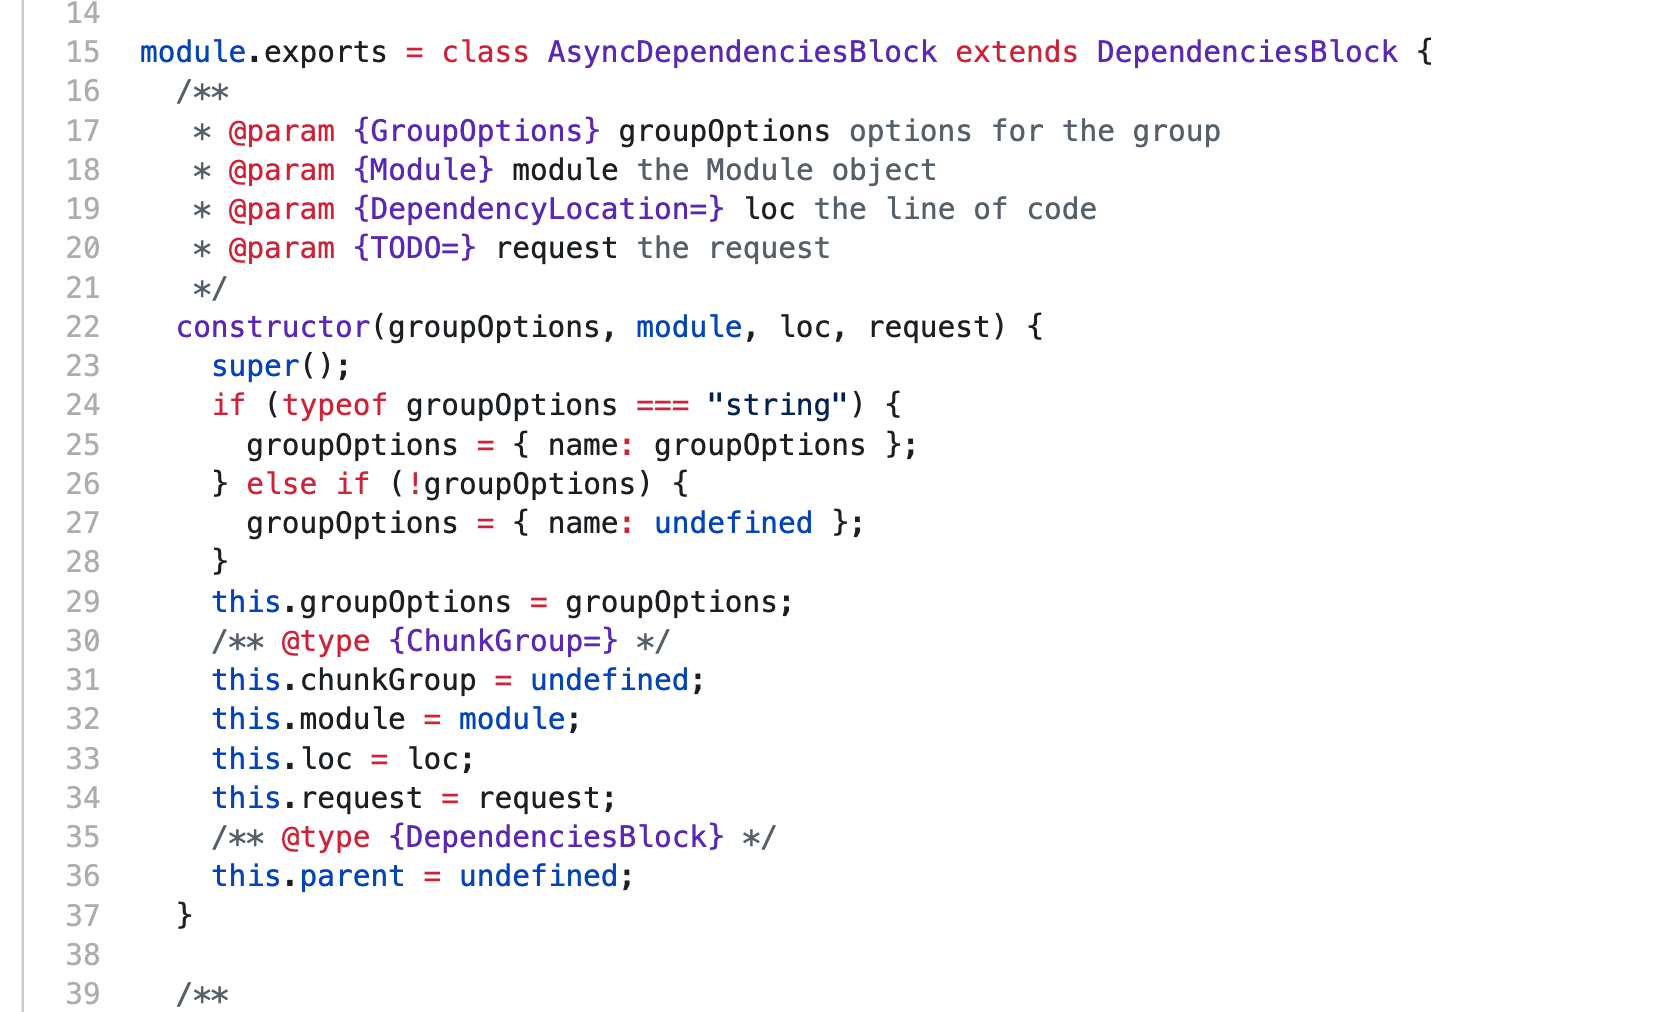 14
15 module.exports = class AsyncDependenciesBlock extends DependenciesBlock {
16   /**
17    * @param {GroupOptions} groupOptions options for the group
18    * @param {Module} module the Module object
19    * @param {DependencyLocation=} loc the line of code
20    * @param {TODO=} request the request
21    */
22   constructor(groupOptions, module, loc, request) {
23     super();
24     if (typeof groupOptions === "string") {
25       groupOptions = { name: groupOptions };
26     } else if (!groupOptions) {
27       groupOptions = { name: undefined };
28     }
29     this.groupOptions = groupOptions;
30     /** @type {ChunkGroup=} */
31     this.chunkGroup = undefined;
32     this.module = module;
33     this.loc = loc;
34     this.request = request;
35     /** @type {DependenciesBlock} */
36     this.parent = undefined;
37   }
38
39   /**